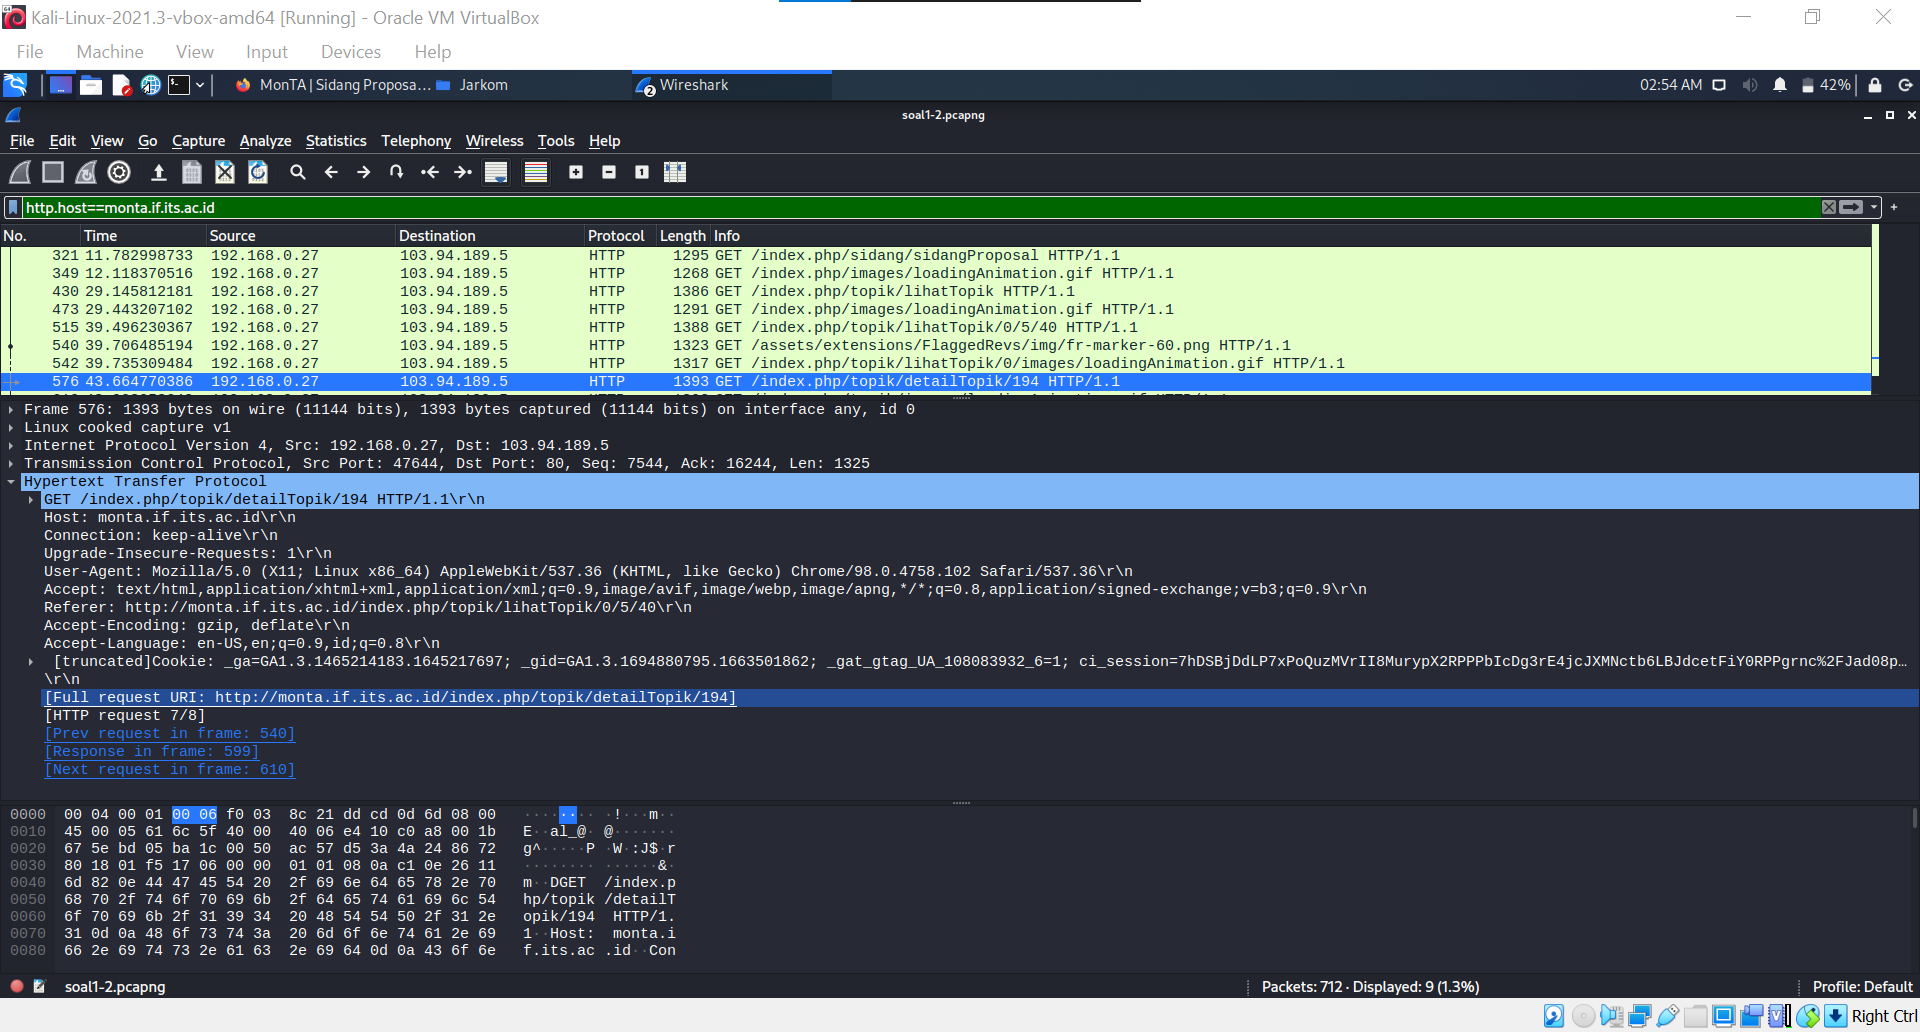 Kali-Linux-2021.3-vbox-amd64 [Running] - Oracle VM VirtualBox
File Machine View Input Devices Help
MonTA | Sidang Proposa... Jarkom Wireshark 02:54 AM 42%
soal1-2.pcapng
File Edit View Go Capture Analyze Statistics Telephony Wireless Tools Help
http.host==monta.if.its.ac.id
No. Time Source Destination Protocol Length Info
321 11.782998733 192.168.0.27 103.94.189.5 HTTP 1295 GET /index.php/sidang/sidangProposal HTTP/1.1
349 12.118370516 192.168.0.27 103.94.189.5 HTTP 1268 GET /index.php/images/loadingAnimation.gif HTTP/1.1
430 29.145812181 192.168.0.27 103.94.189.5 HTTP 1386 GET /index.php/topik/lihatTopik HTTP/1.1
473 29.443207102 192.168.0.27 103.94.189.5 HTTP 1291 GET /index.php/images/loadingAnimation.gif HTTP/1.1
515 39.496230367 192.168.0.27 103.94.189.5 HTTP 1388 GET /index.php/topik/lihatTopik/0/5/40 HTTP/1.1
540 39.706485194 192.168.0.27 103.94.189.5 HTTP 1323 GET /assets/extensions/FlaggedRevs/img/fr-marker-60.png HTTP/1.1
542 39.735309484 192.168.0.27 103.94.189.5 HTTP 1317 GET /index.php/topik/lihatTopik/0/images/loadingAnimation.gif HTTP/1.1
576 43.664770386 192.168.0.27 103.94.189.5 HTTP 1393 GET /index.php/topik/detailTopik/194 HTTP/1.1
Frame 576: 1393 bytes on wire (11144 bits), 1393 bytes captured (11144 bits) on interface any, id 0
Linux cooked capture v1
Internet Protocol Version 4, Src: 192.168.0.27, Dst: 103.94.189.5
Transmission Control Protocol, Src Port: 47644, Dst Port: 80, Seq: 7544, Ack: 16244, Len: 1325
Hypertext Transfer Protocol
GET /index.php/topik/detailTopik/194 HTTP/1.1\r\n
Host: monta.if.its.ac.id\r\n
Connection: keep-alive\r\n
Upgrade-Insecure-Requests: 1\r\n
User-Agent: Mozilla/5.0 (X11; Linux x86_64) AppleWebKit/537.36 (KHTML, like Gecko) Chrome/98.0.4758.102 Safari/537.36\r\n
Accept: text/html,application/xhtml+xml,application/xml;q=0.9,image/avif,image/webp,image/apng,*/*;q=0.8,application/signed-exchange;v=b3;q=0.9\r\n
Referer: http://monta.if.its.ac.id/index.php/topik/lihatTopik/0/5/40\r\n
Accept-Encoding: gzip, deflate\r\n
Accept-Language: en-US,en;q=0.9,id;q=0.8\r\n
[truncated]Cookie: _ga=GA1.3.1465214183.1645217697; _gid=GA1.3.1694880795.1663501862; _gat_gtag_UA_108083932_6=1; ci_session=7hDSBjDdLP7xPoQuzMVrII8MurypX2RPPPbIcDg3rE4jcJXMNctb6LBJdcetFiY0RPPgrnc%2FJad08p…
\r\n
[Full request URI: http://monta.if.its.ac.id/index.php/topik/detailTopik/194]
[HTTP request 7/8]
[Prev request in frame: 540]
[Response in frame: 599]
[Next request in frame: 610]
0000 00 04 00 01 00 06 f0 03 8c 21 dd cd 0d 6d 08 00 ········ ·!···m··
0010 45 00 05 61 6c 5f 40 00 40 06 e4 10 c0 a8 00 1b E··al_@· @·······
0020 67 5e bd 05 ba 1c 00 50 ac 57 d5 3a 4a 24 86 72 g^·····P ·W·:J$·r
0030 80 18 01 f5 17 06 00 00 01 01 08 0a c1 0e 26 11 ········ ······&·
0040 6d 82 0e 44 47 45 54 20 2f 69 6e 64 65 78 2e 70 m··DGET /index.p
0050 68 70 2f 74 6f 70 69 6b 2f 64 65 74 61 69 6c 54 hp/topik /detailT
0060 6f 70 69 6b 2f 31 39 34 20 48 54 54 50 2f 31 2e opik/194 HTTP/1.
0070 31 0d 0a 48 6f 73 74 3a 20 6d 6f 6e 74 61 2e 69 1··Host: monta.i
0080 66 2e 69 74 73 2e 61 63 2e 69 64 0d 0a 43 6f 6e f.its.ac .id··Con
soal1-2.pcapng Packets: 712 · Displayed: 9 (1.3%) Profile: Default
Right Ctrl